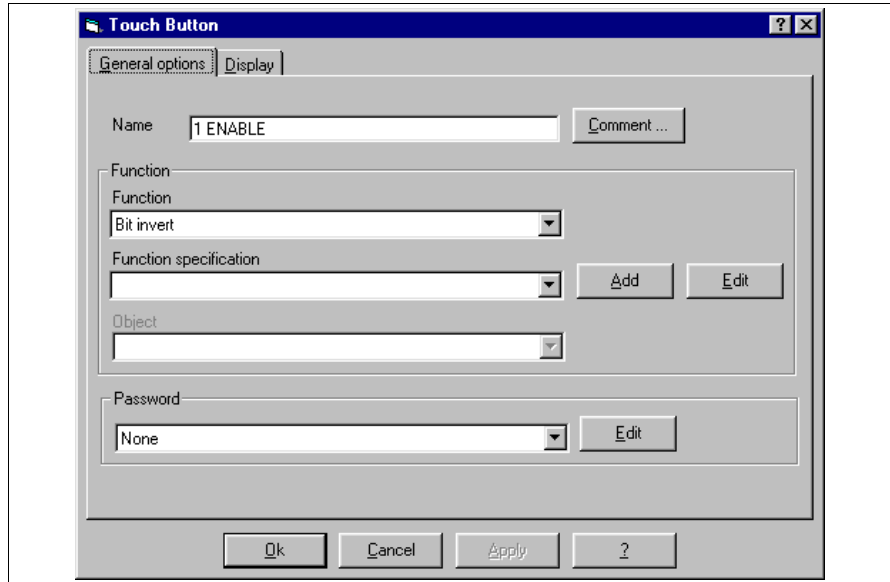 Touch Button
General options Display
Name 1 ENABLE Comment ...
Function
Function
Bit invert
Function specification
Add Edit
Object
Password
None Edit
Ok Cancel Apply ?